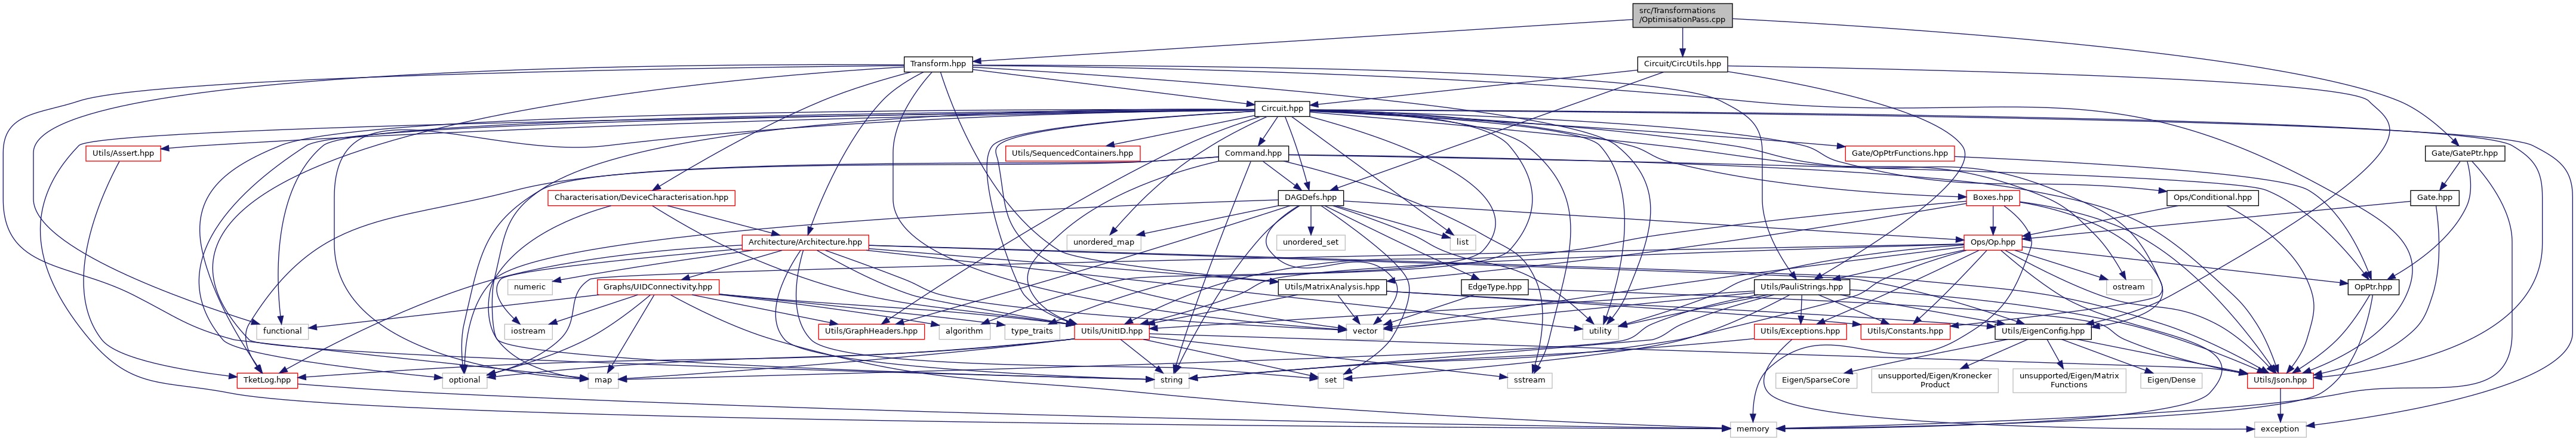 src/Transformations
/OptimisationPass.cpp
Transform.hpp
Circuit/CircUtils.hpp
Circuit.hpp
Utils/Assert.hpp
Utils/SequencedContainers.hpp
Command.hpp
Gate/OpPtrFunctions.hpp
Gate/GatePtr.hpp
Characterisation/DeviceCharacterisation.hpp
DAGDefs.hpp
Boxes.hpp
Ops/Conditional.hpp
Gate.hpp
Architecture/Architecture.hpp
unordered_map
unordered_set
list
Ops/Op.hpp
numeric
Graphs/UIDConnectivity.hpp
Utils/MatrixAnalysis.hpp
EdgeType.hpp
Utils/PauliStrings.hpp
ostream
OpPtr.hpp
functional
iostream
Utils/GraphHeaders.hpp
algorithm
type_traits
Utils/UnitID.hpp
vector
utility
Utils/Exceptions.hpp
Utils/Constants.hpp
Utils/EigenConfig.hpp
TketLog.hpp
optional
map
string
set
sstream
Eigen/SparseCore
unsupported/Eigen/Kronecker
Product
unsupported/Eigen/Matrix
Functions
Eigen/Dense
Utils/Json.hpp
memory
exception